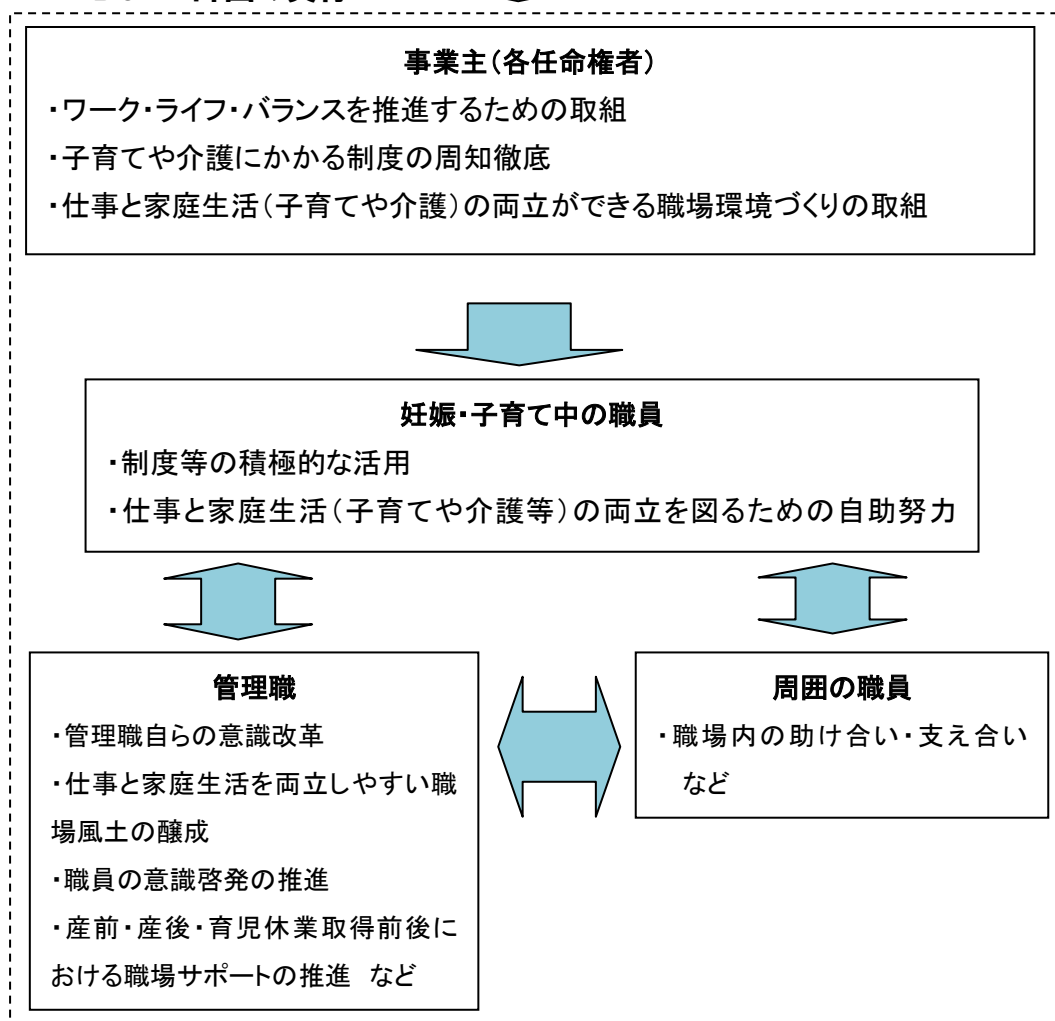 事業主（各任命権者）
・ワーク・ライフ・バランスを推進するための取組
・子育てや介護にかかる制度の周知徹底
・仕事と家庭生活（子育てや介護）の両立ができる職場環境づくりの取組
妊娠・子育て中の職員
・制度等の積極的な活用
・仕事と家庭生活（子育てや介護等）の両立を図るための自助努力
管理職
・管理職自らの意識改革
・仕事と家庭生活を両立しやすい職
場風土の醸成
・職員の意識啓発の推進
・産前・産後・育児休業取得前後に
おける職場サポートの推進　など
周囲の職員
・職場内の助け合い・支え合い
など